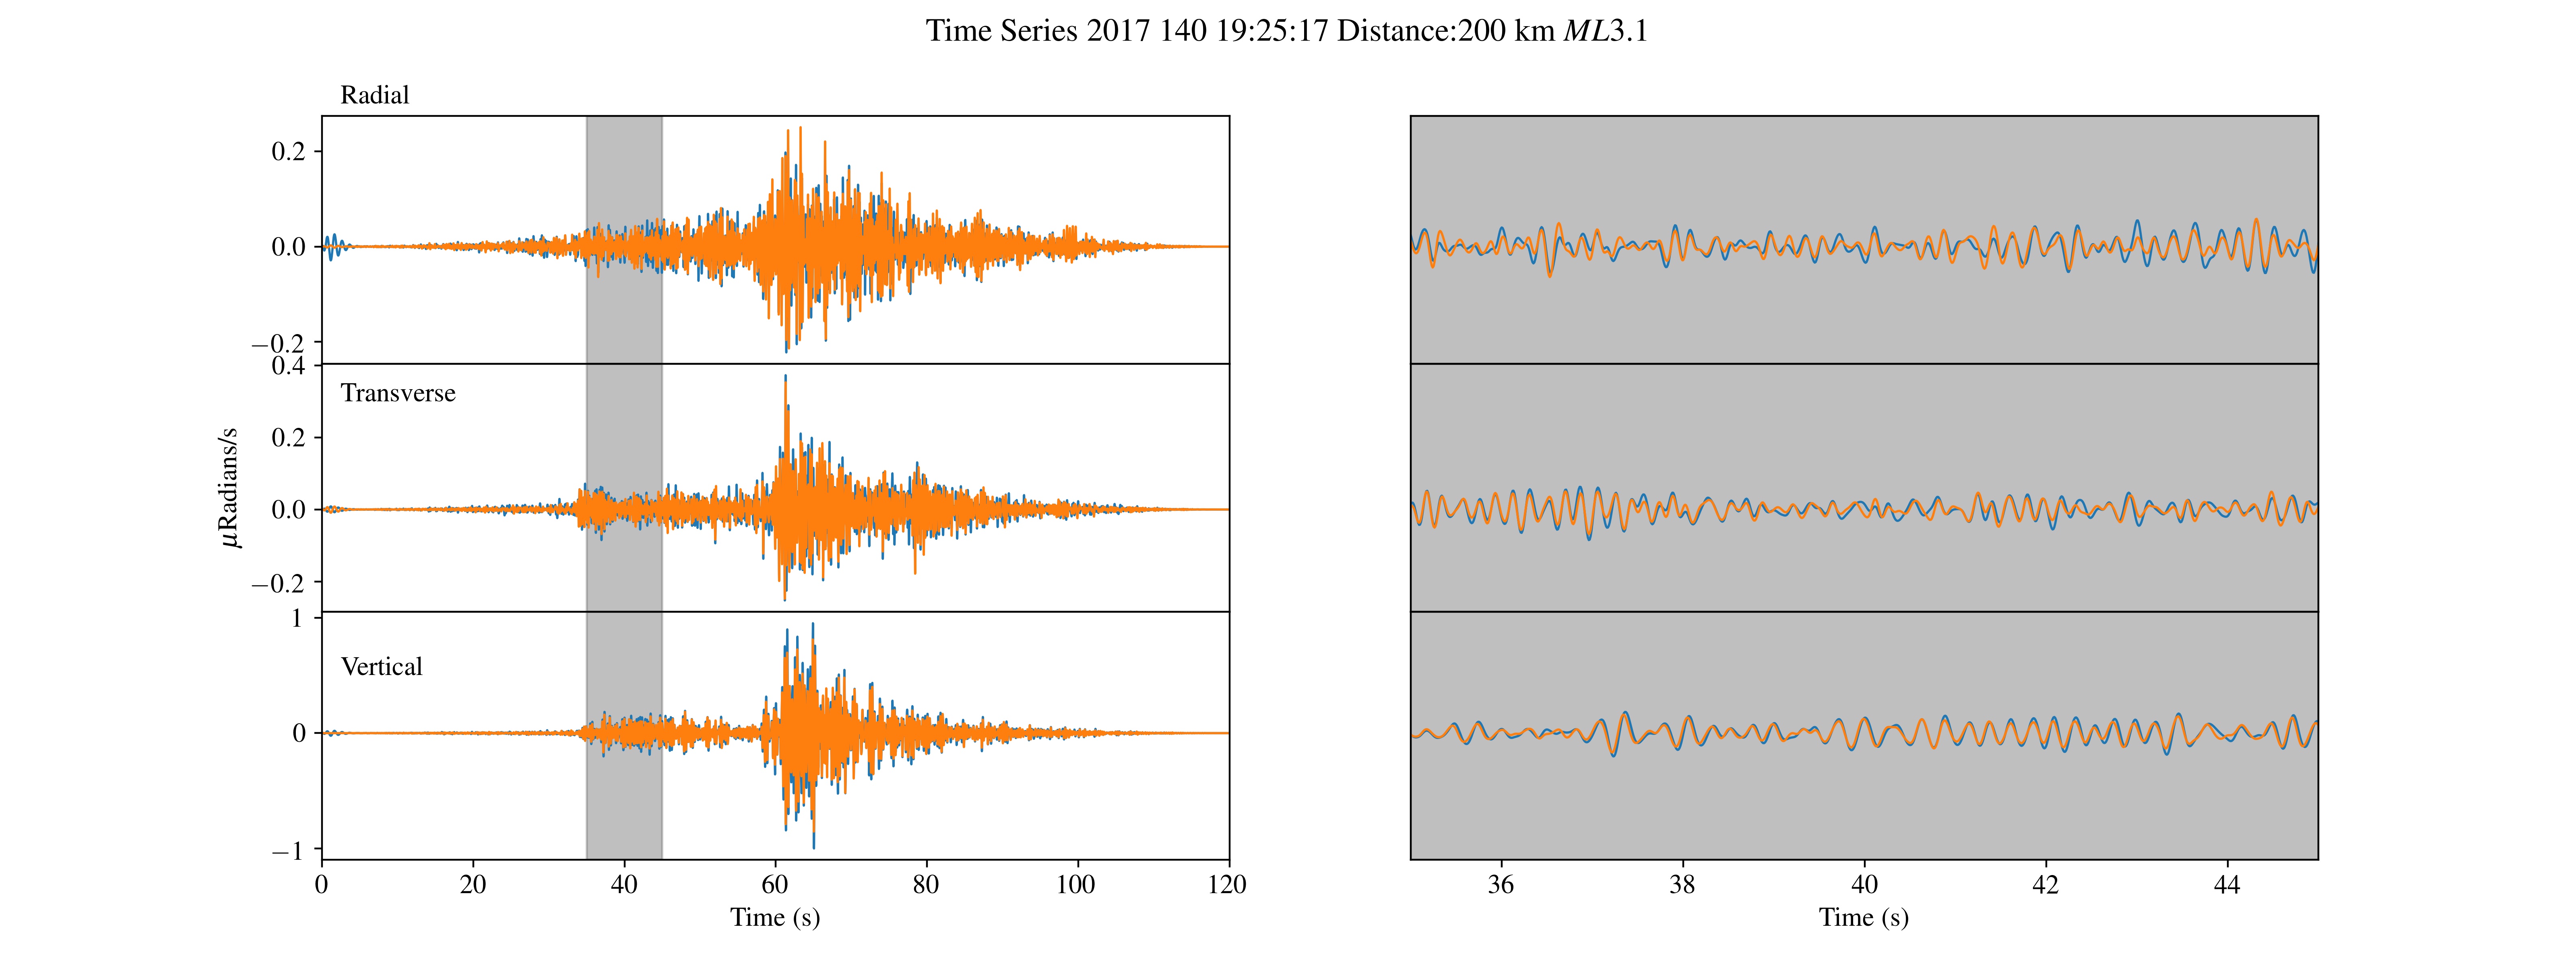 Time Series 2017 140 19:25:17 Distance:200 km ML3.1
Radial
0.2
0.0
−0.2
0.4
Transverse
0.2
0.0
−0.2
µRadians/s
1
Vertical
0
−1
0 20 40 60 80 100 120
Time (s)
36 38 40 42 44
Time (s)